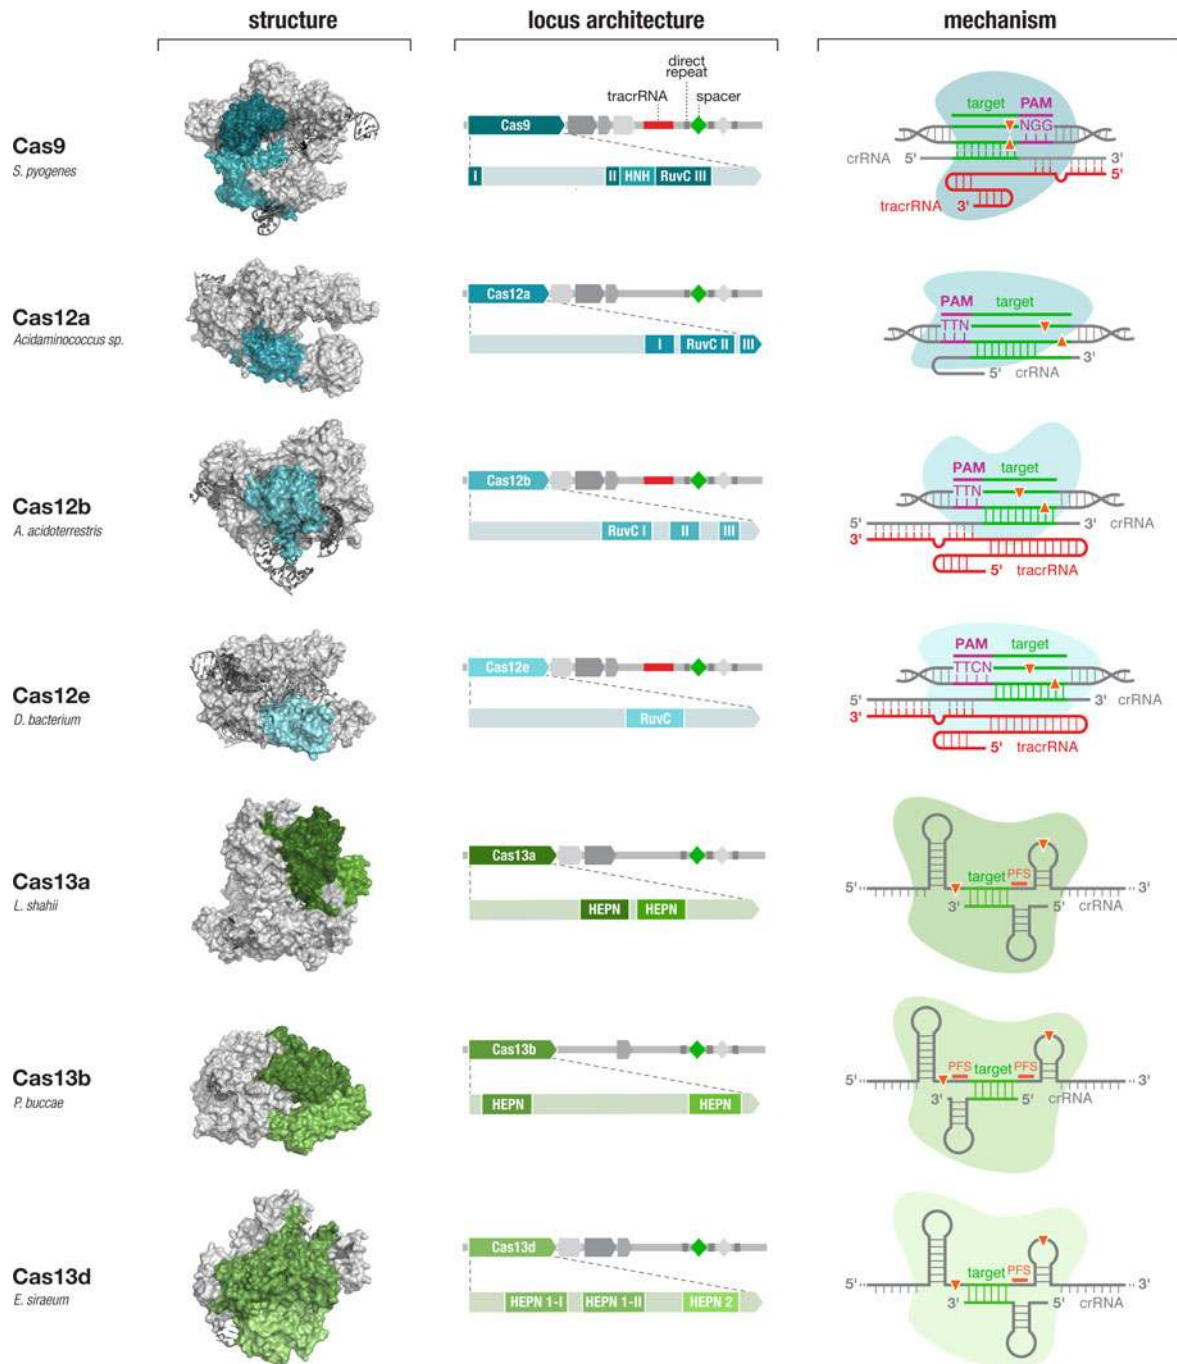 structure
locus architecture
mechanism
Cas9
S. pyogenes
direct
repeat
tracrRNA
spacer
Cas9
I
II
HNH
RuvC III
target
PAM
NGG
crRNA
5'
3'
5'
tracrRNA
3'
Cas12a
Acidaminococcus sp.
Cas12a
I
RuvC II
III
PAM
target
TTN
3'
5'
crRNA
Cas12b
A. acidoterrestris
Cas12b
RuvC I
II
III
PAM
target
TTN
5'
3'
crRNA
3'
5'
tracrRNA
Cas12e
D. bacterium
Cas12e
RuvC
PAM
target
TTCN
5'
3'
crRNA
3'
5'
tracrRNA
Cas13a
L. shahii
Cas13a
HEPN
HEPN
target
PFS
5'
3'
3'
5'
crRNA
Cas13b
P. buccae
Cas13b
HEPN
HEPN
PFS
target
PFS
5'
3'
3'
5'
crRNA
Cas13d
E. siraeum
Cas13d
HEPN 1-I
HEPN 1-II
HEPN 2
target
PFS
5'
3'
3'
5'
crRNA